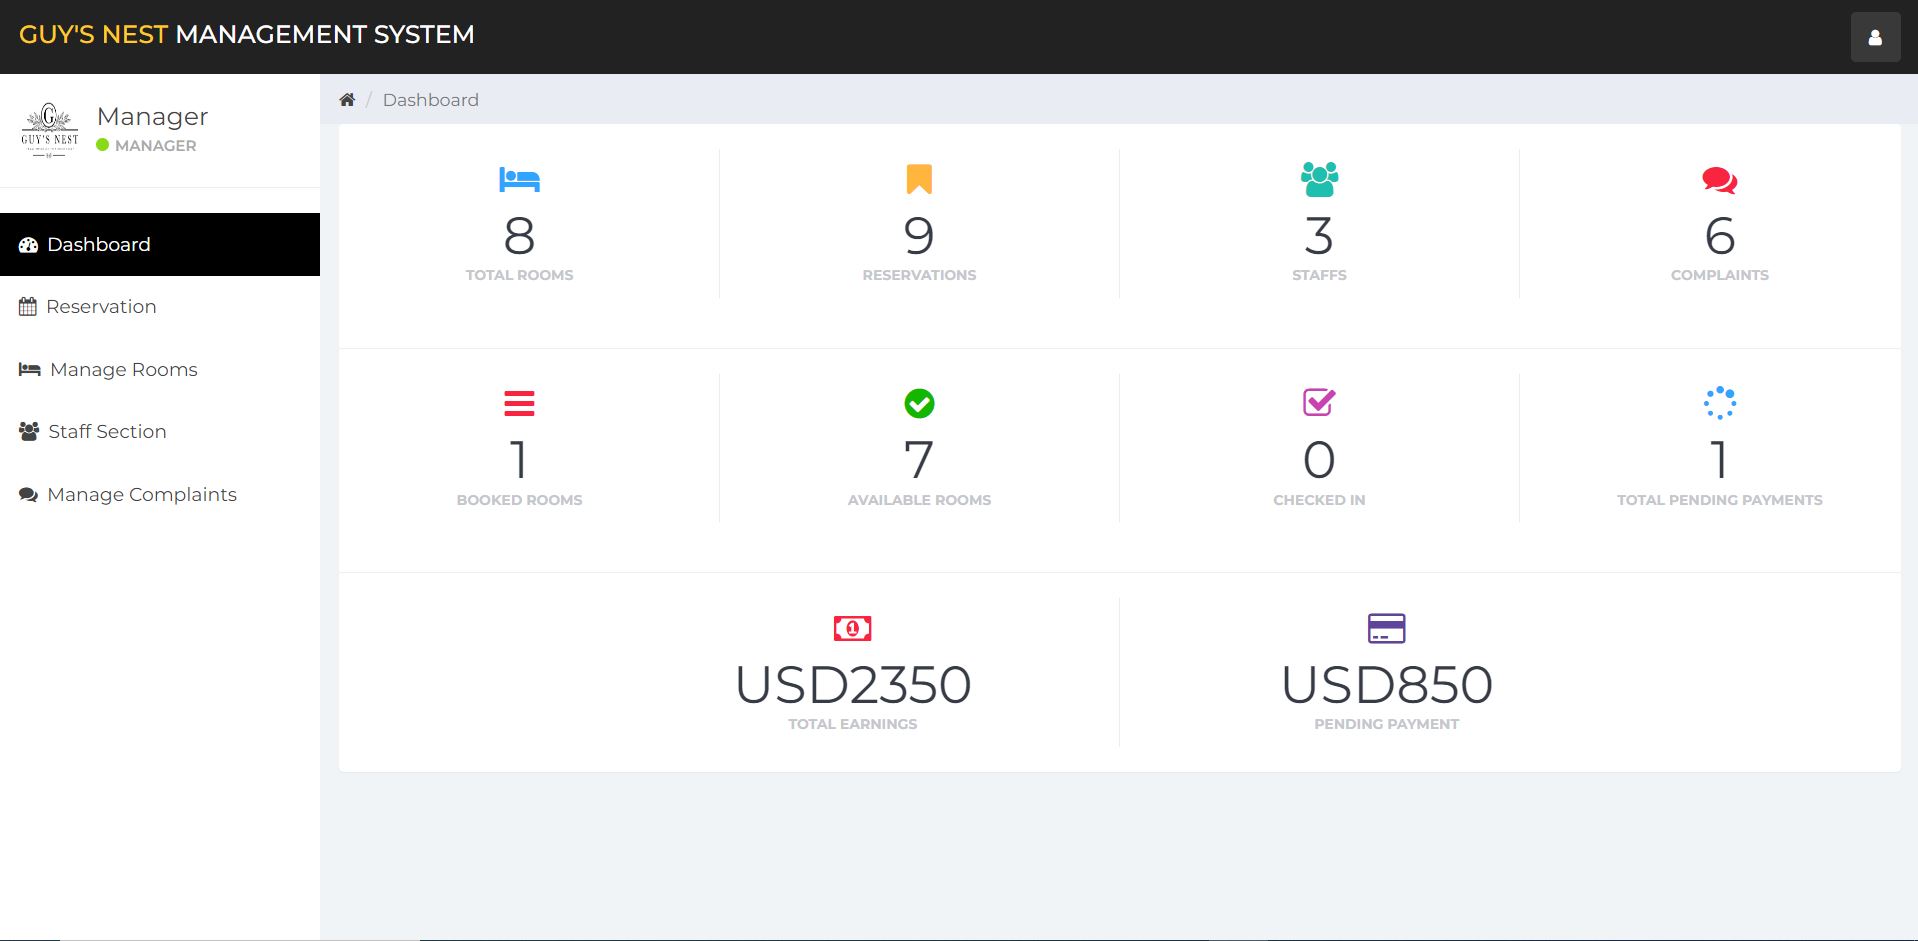 GUY'S NEST MANAGEMENT SYSTEM
G
GUY'S NEST
Manager
MANAGER
Dashboard
Reservation
Manage Rooms
Staff Section
Manage Complaints
Dashboard
8
TOTAL ROOMS
9
RESERVATIONS
3
STAFFS
6
COMPLAINTS
1
BOOKED ROOMS
7
AVAILABLE ROOMS
0
CHECKED IN
1
TOTAL PENDING PAYMENTS
USD2350
TOTAL EARNINGS
USD850
PENDING PAYMENT